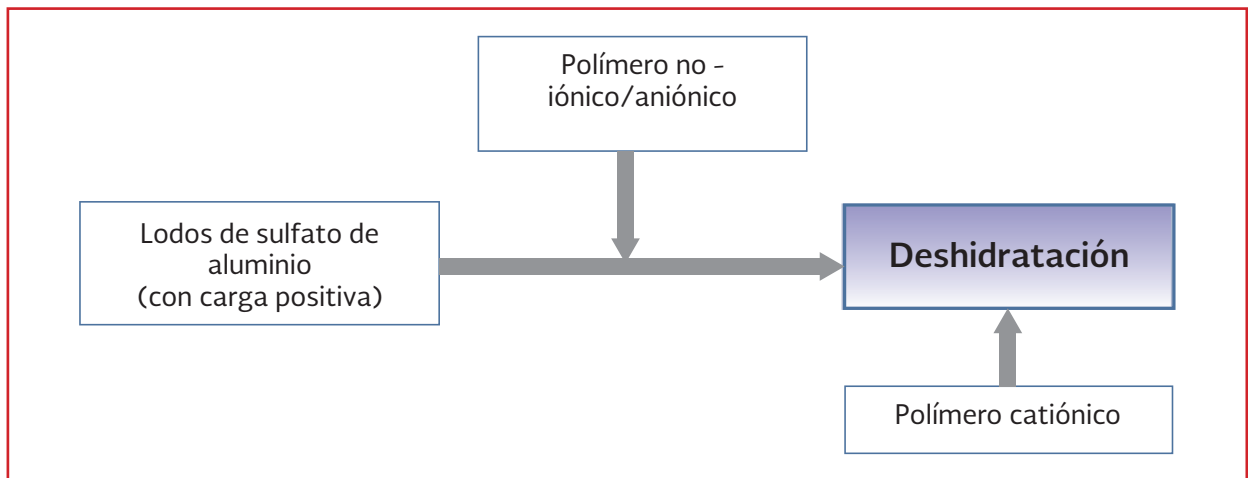 Polímero no -
iónico/aniónico
Lodos de sulfato de
aluminio
(con carga positiva)
Deshidratación
Polímero catiónico